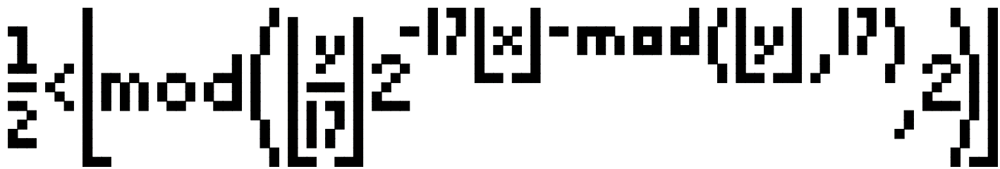 1/2 < ⌊mod(⌊y/17⌋ 2^(-17⌊x⌋-mod(⌊y⌋,17)), 2)⌋